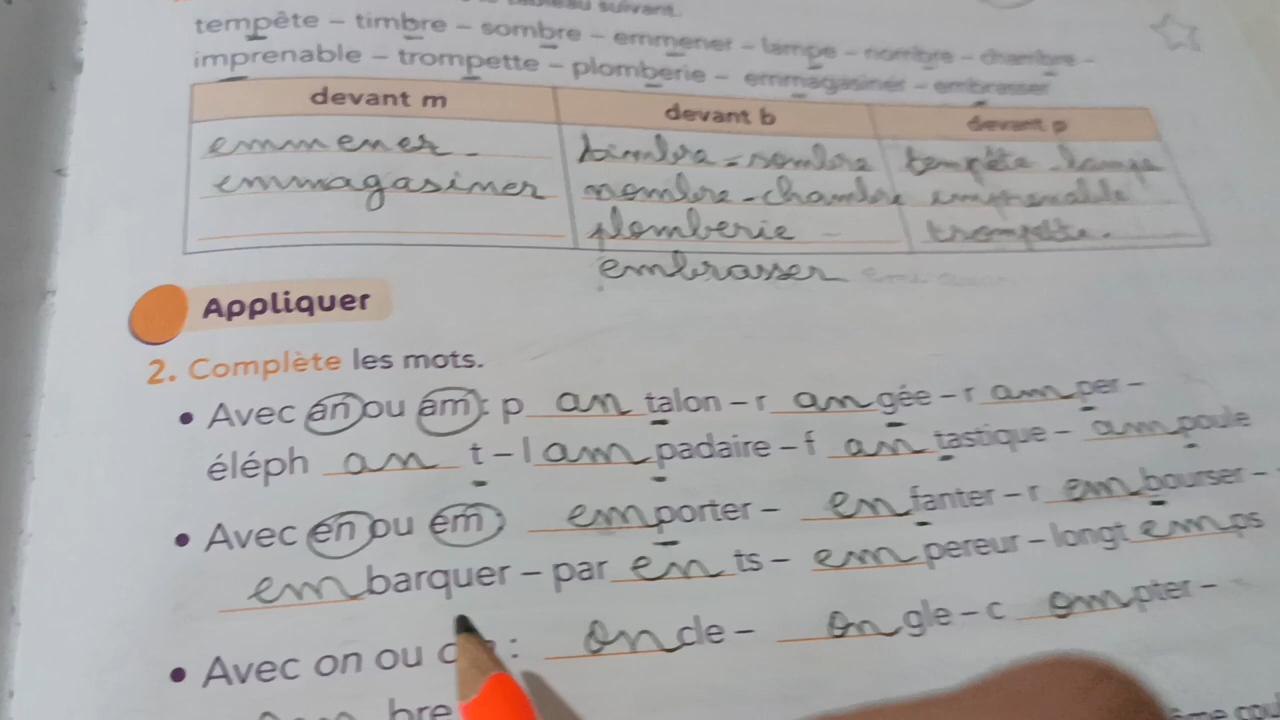 suivant.
tempête – timbre – sombre – emmener – lampe – nombre – chambre –
imprenable – trompette – plomberie – emmagasiner – embrasser
devant m devant b devant p
emmener - timbre - sombre tempête - lampe
emmagasiner nombre - chambre imprenable
plomberie - trompette.
embrasser
Appliquer
2. Complète les mots.
• Avec an ou am : p an talon – r an gée – r am per –
éléph an t – l am padaire – f an tastique – am poule
• Avec en ou em em porter – en fanter – r em bourser –
em barquer – par en ts – em pereur – longt em ps
• Avec on ou : on de – on gle – c om pter –
bre